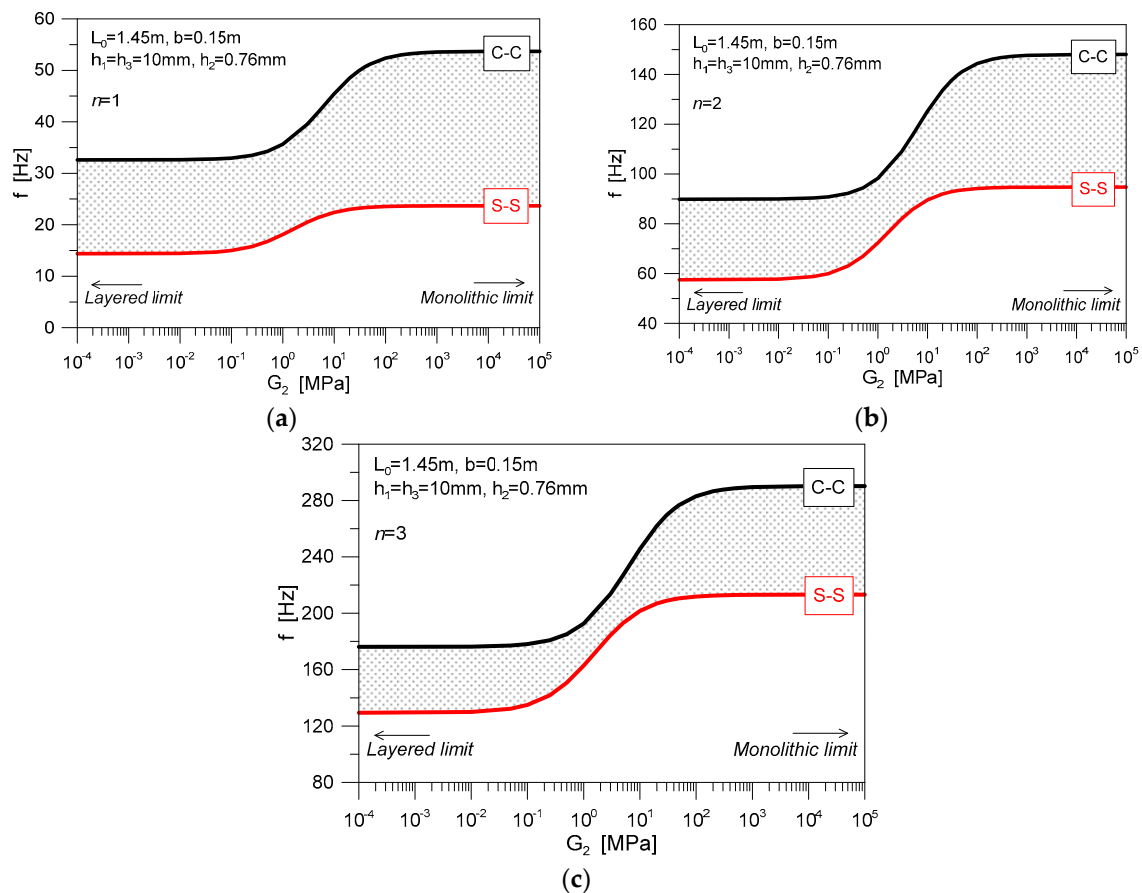 60
50
40
30
20
10
0
f [Hz]
L₀=1.45m, b=0.15m
h₁=h₃=10mm, h₂=0.76mm
n=1
C-C
S-S
Layered limit
Monolithic limit
10⁻⁴ 10⁻³ 10⁻² 10⁻¹ 10⁰ 10¹ 10² 10³ 10⁴ 10⁵
G₂ [MPa]
(a)
160
140
120
100
80
60
40
f [Hz]
L₀=1.45m, b=0.15m
h₁=h₃=10mm, h₂=0.76mm
n=2
C-C
S-S
Layered limit
Monolithic limit
10⁻⁴ 10⁻³ 10⁻² 10⁻¹ 10⁰ 10¹ 10² 10³ 10⁴ 10⁵
G₂ [MPa]
(b)
320
280
240
200
160
120
80
f [Hz]
L₀=1.45m, b=0.15m
h₁=h₃=10mm, h₂=0.76mm
n=3
C-C
S-S
Layered limit
Monolithic limit
10⁻⁴ 10⁻³ 10⁻² 10⁻¹ 10⁰ 10¹ 10² 10³ 10⁴ 10⁵
G₂ [MPa]
(c)